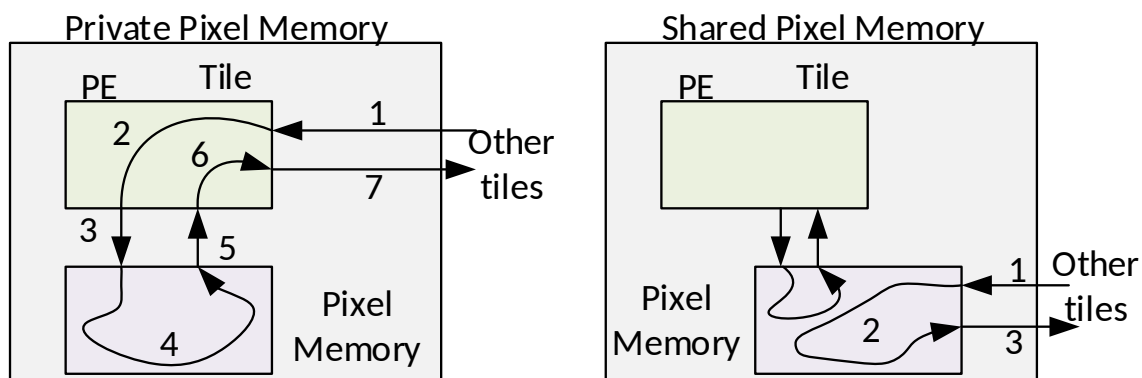 Private Pixel Memory
PE
Tile
1
2
Other
tiles
6
7
3
5
4
Pixel
Memory
Shared Pixel Memory
PE
Tile
1
Other
tiles
Pixel
Memory
2
3